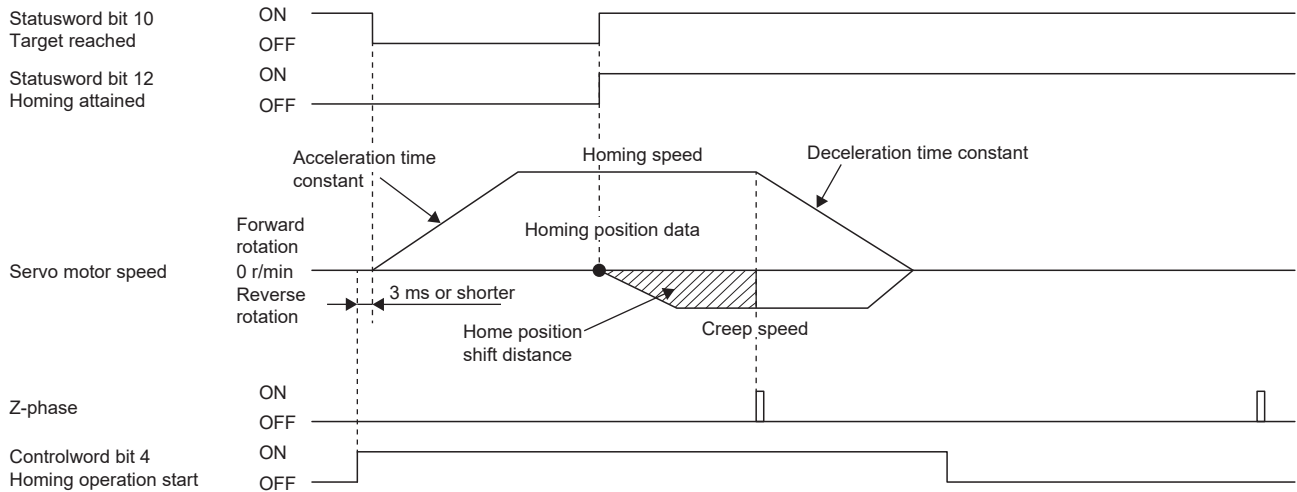 Statusword bit 10
Target reached
ON
OFF
Statusword bit 12
Homing attained
ON
OFF
Acceleration time
constant
Homing speed
Deceleration time constant
Forward
rotation
Homing position data
Servo motor speed
0 r/min
Reverse
rotation
3 ms or shorter
Home position
shift distance
Creep speed
Z-phase
ON
OFF
Controlword bit 4
Homing operation start
ON
OFF